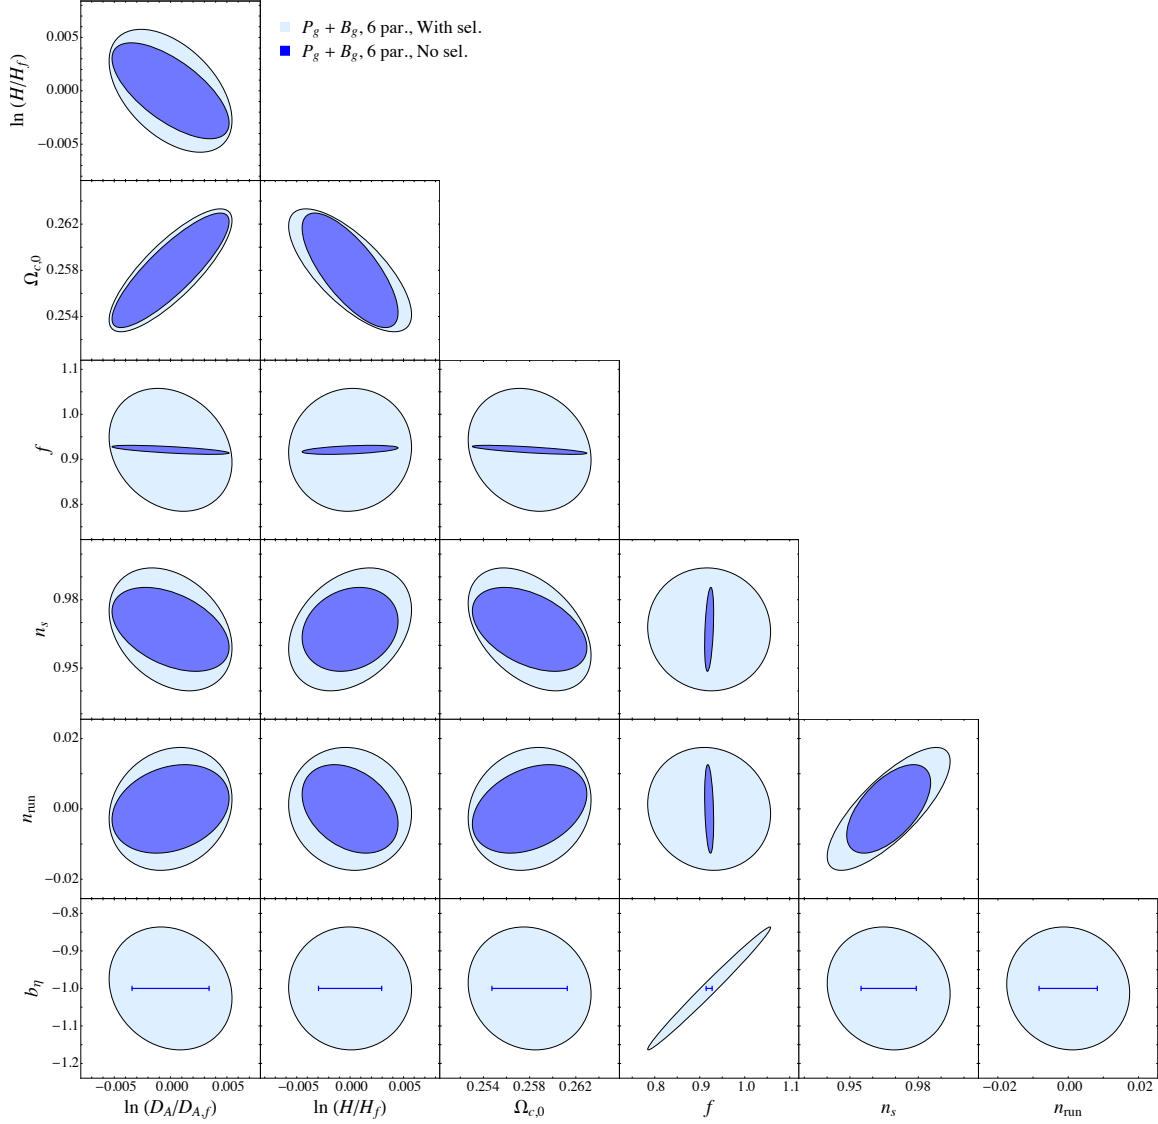 P_g + B_g, 6 par., With sel.
P_g + B_g, 6 par., No sel.
ln (H/H_f)
0.005
0.000
−0.005
Ω_{c,0}
0.262
0.258
0.254
f
1.1
1.0
0.9
0.8
n_s
0.98
0.95
n_run
0.02
0.00
−0.02
b_η
−0.8
−0.9
−1.0
−1.1
−1.2
−0.005 0.000 0.005
−0.005 0.000 0.005
0.254 0.258 0.262
0.8 0.9 1.0 1.1
0.95 0.98
−0.02 0.00 0.02
ln (D_A/D_{A,f}) ln (H/H_f) Ω_{c,0} f n_s n_run